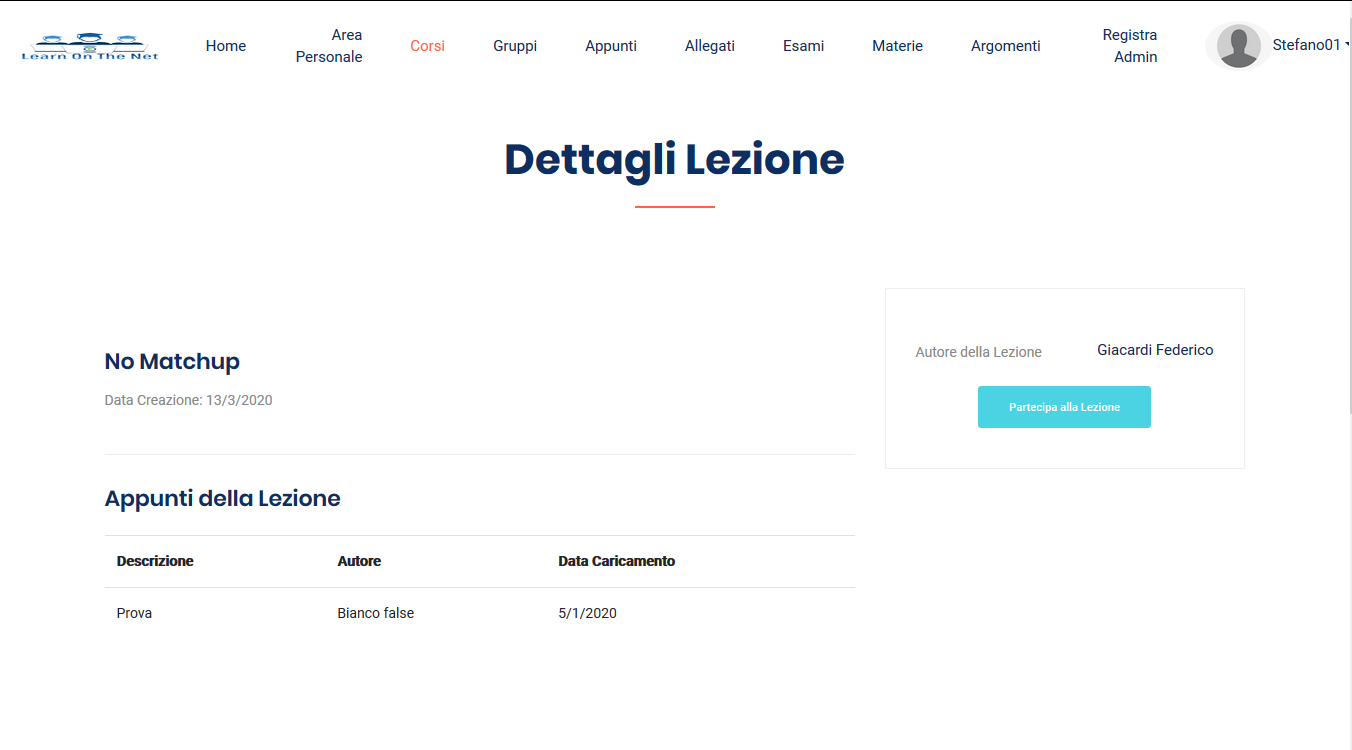 Learn On The Net
Home
Area
Personale
Corsi
Gruppi
Appunti
Allegati
Esami
Materie
Argomenti
Registra
Admin
Stefano01
Dettagli Lezione
No Matchup
Data Creazione: 13/3/2020
Autore della Lezione
Giacardi Federico
Partecipa alla Lezione
Appunti della Lezione
Descrizione Autore Data Caricamento
Prova Bianco false 5/1/2020